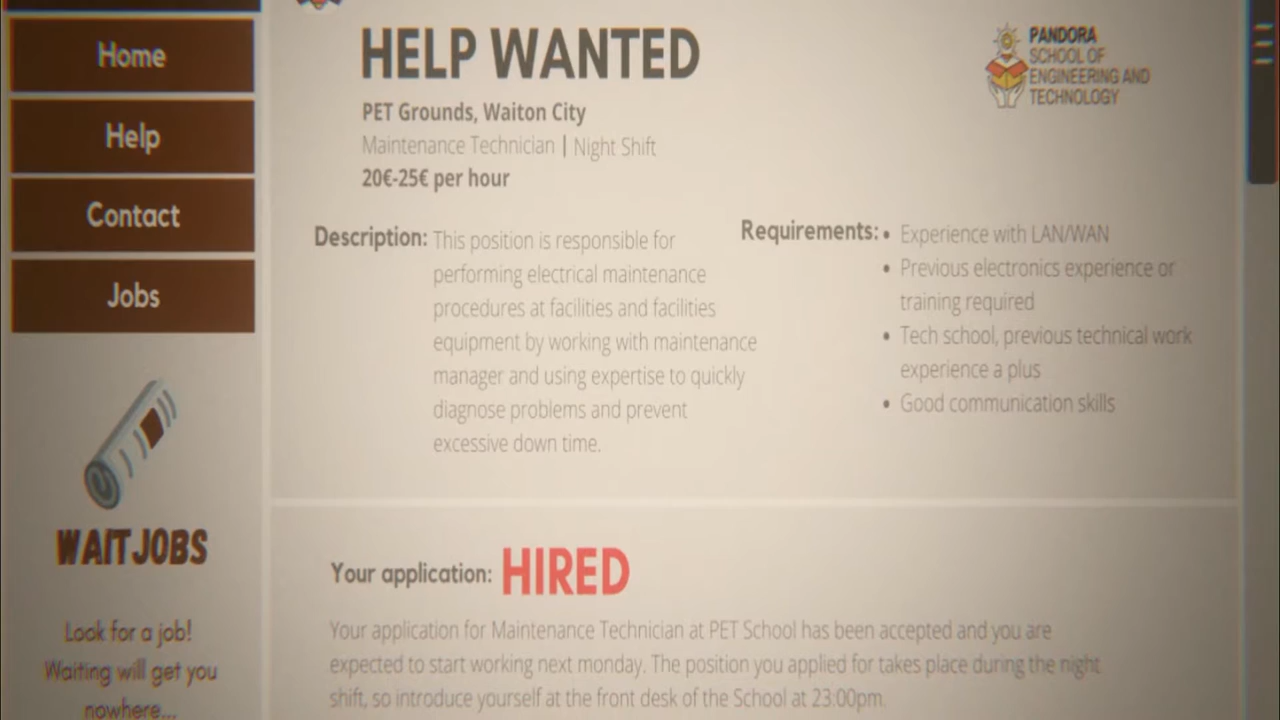 Home
Help
Contact
Jobs
WAITJOBS
Look for a job!
Waiting will get you
nowhere...
HELP WANTED
PET Grounds, Waiton City
Maintenance Technician | Night Shift
20€-25€ per hour
PANDORA
SCHOOL OF
ENGINEERING AND
TECHNOLOGY
Description: This position is responsible for
performing electrical maintenance
procedures at facilities and facilities
equipment by working with maintenance
manager and using expertise to quickly
diagnose problems and prevent
excessive down time.
Requirements: • Experience with LAN/WAN
• Previous electronics experience or
training required
• Tech school, previous technical work
experience a plus
• Good communication skills
Your application: HIRED
Your application for Maintenance Technician at PET School has been accepted and you are
expected to start working next monday. The position you applied for takes place during the night
shift, so introduce yourself at the front desk of the School at 23.00pm.